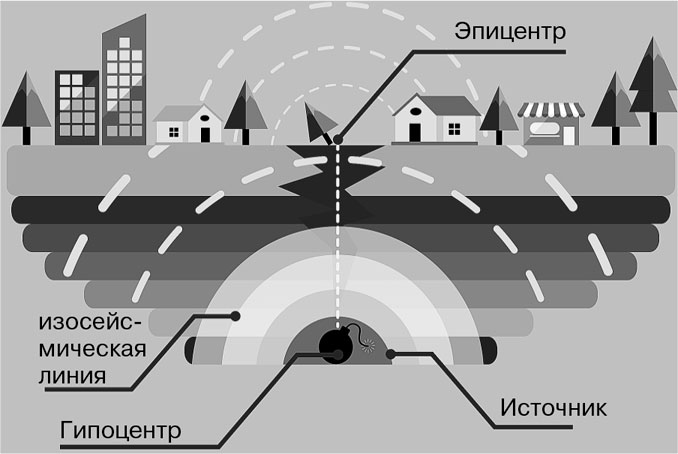 Эпицентр
изосейс-
мическая
линия
Гипоцентр
Источник